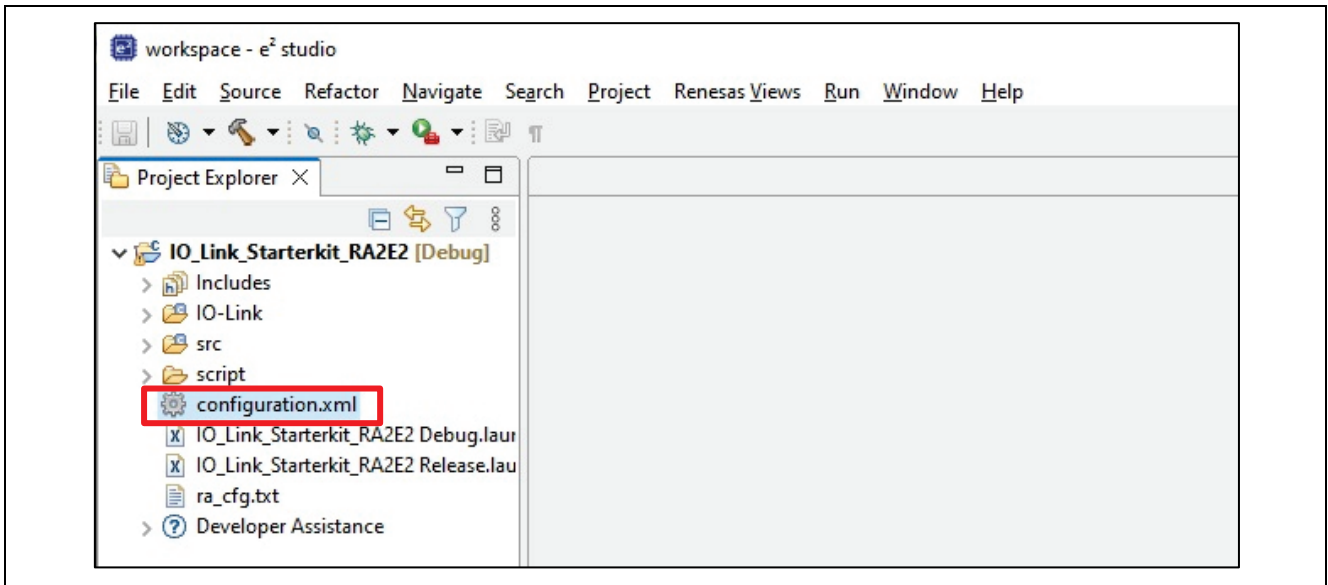 workspace - e² studio
File Edit Source Refactor Navigate Search Project Renesas Views Run Window Help
Project Explorer
IO_Link_Starterkit_RA2E2 [Debug]
Includes
IO-Link
src
script
configuration.xml
IO_Link_Starterkit_RA2E2 Debug.laur
IO_Link_Starterkit_RA2E2 Release.lau
ra_cfg.txt
Developer Assistance